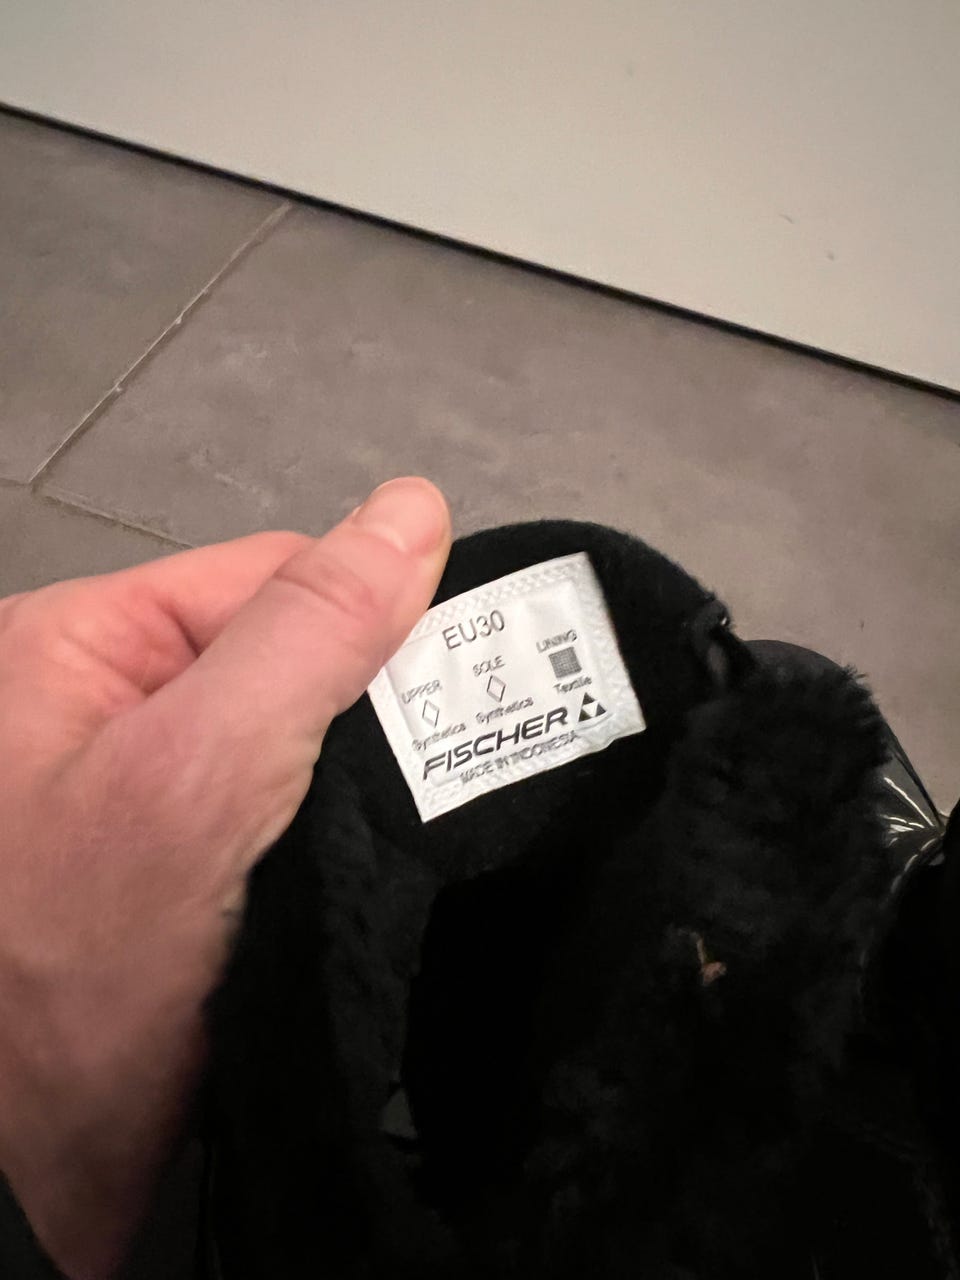 EU30
UPPER SOLE LINING
Synthetics Synthetics Textile
FISCHER
MADE IN INDONESIA